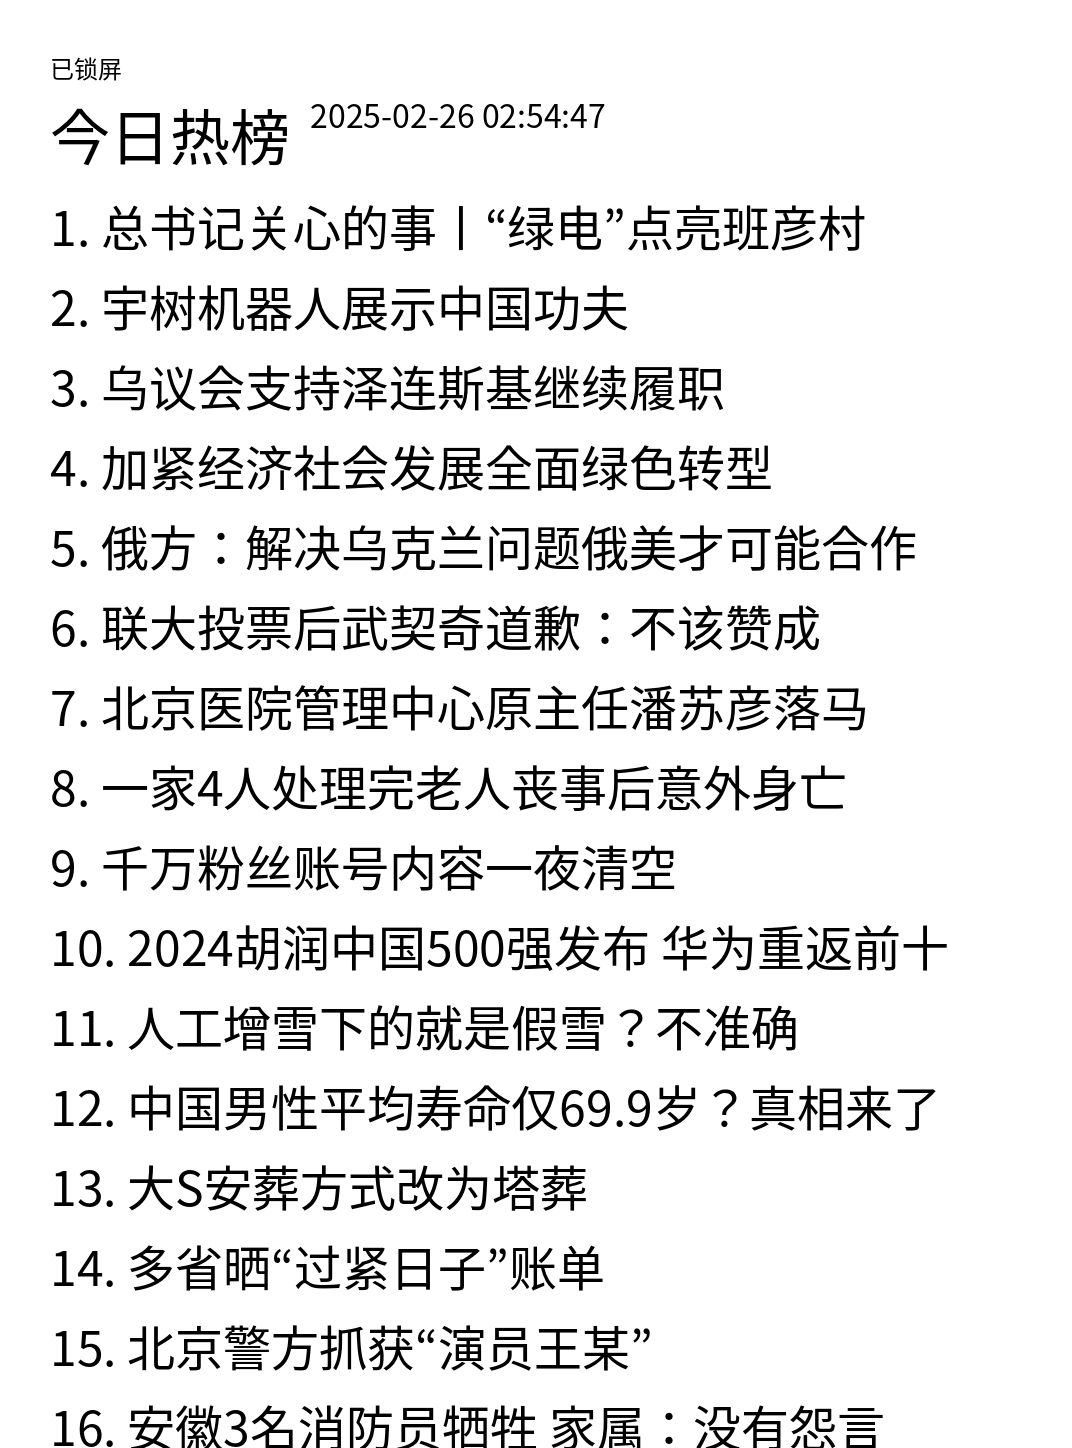 已锁屏
今日热榜 2025-02-26 02:54:47
1. 总书记关心的事丨“绿电”点亮班彦村
2. 宇树机器人展示中国功夫
3. 乌议会支持泽连斯基继续履职
4. 加紧经济社会发展全面绿色转型
5. 俄方：解决乌克兰问题俄美才可能合作
6. 联大投票后武契奇道歉：不该赞成
7. 北京医院管理中心原主任潘苏彦落马
8. 一家4人处理完老人丧事后意外身亡
9. 千万粉丝账号内容一夜清空
10. 2024胡润中国500强发布 华为重返前十
11. 人工增雪下的就是假雪？不准确
12. 中国男性平均寿命仅69.9岁？真相来了
13. 大S安葬方式改为塔葬
14. 多省晒“过紧日子”账单
15. 北京警方抓获“演员王某”
16. 安徽3名消防员牺牲 家属：没有怨言